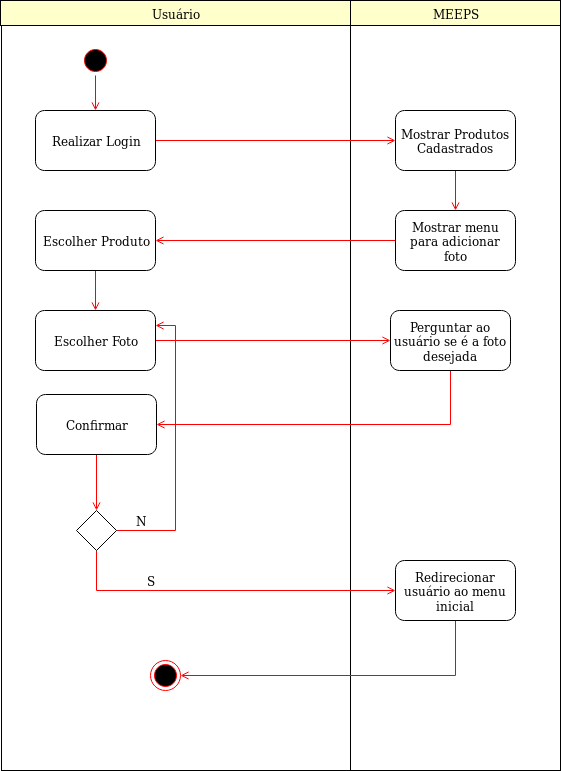 Usuário
MEEPS
Realizar Login
Mostrar Produtos
Cadastrados
Escolher Produto
Mostrar menu
para adicionar
foto
Escolher Foto
Perguntar ao
usuário se é a foto
desejada
Confirmar
N
S
Redirecionar
usuário ao menu
inicial